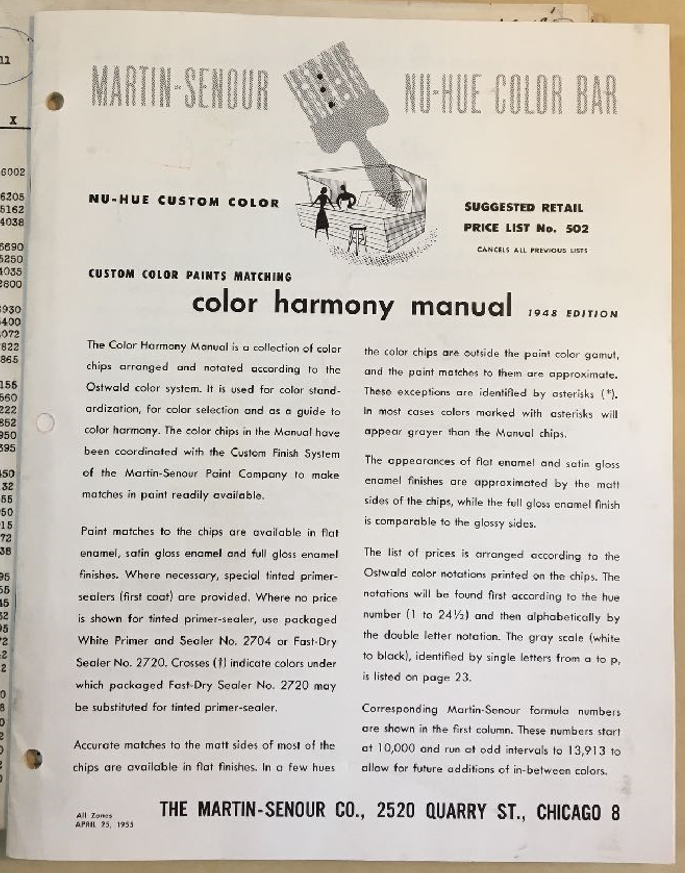 MARTIN-SENOUR NU-HUE COLOR BAR
NU-HUE CUSTOM COLOR
SUGGESTED RETAIL
PRICE LIST No. 502
CANCELS ALL PREVIOUS LISTS
CUSTOM COLOR PAINTS MATCHING
color harmony manual 1948 EDITION
The Color Harmony Manual is a collection of color
chips arranged and notated according to the
Ostwald color system. It is used for color stand-
ardization, for color selection and as a guide to
color harmony. The color chips in the Manual have
been coordinated with the Custom Finish System
of the Martin-Senour Paint Company to make
matches in paint readily available.
Paint matches to the chips are available in flat
enamel, satin gloss enamel and full gloss enamel
finishes. Where necessary, special tinted primer-
sealers (first coat) are provided. Where no price
is shown for tinted primer-sealer, use packaged
White Primer and Sealer No. 2704 or Fast-Dry
Sealer No. 2720. Crosses (†) indicate colors under
which packaged Fast-Dry Sealer No. 2720 may
be substituted for tinted primer-sealer.
Accurate matches to the matt sides of most of the
chips are available in flat finishes. In a few hues
the color chips are outside the paint color gamut,
and the paint matches to them are approximate.
These exceptions are identified by asterisks (*).
In most cases colors marked with asterisks will
appear grayer than the Manual chips.
The appearances of flat enamel and satin gloss
enamel finishes are approximated by the matt
sides of the chips, while the full gloss enamel finish
is comparable to the glossy sides.
The list of prices is arranged according to the
Ostwald color notations printed on the chips. The
notations will be found first according to the hue
number (1 to 24½) and then alphabetically by
the double letter notation. The gray scale (white
to black), identified by single letters from a to p,
is listed on page 23.
Corresponding Martin-Senour formula numbers
are shown in the first column. These numbers start
at 10,000 and run at odd intervals to 13,913 to
allow for future additions of in-between colors.
All Zones
APRIL 25, 1955
THE MARTIN-SENOUR CO., 2520 QUARRY ST., CHICAGO 8
X
6002
6205
5162
4038
6690
5250
4035
2800